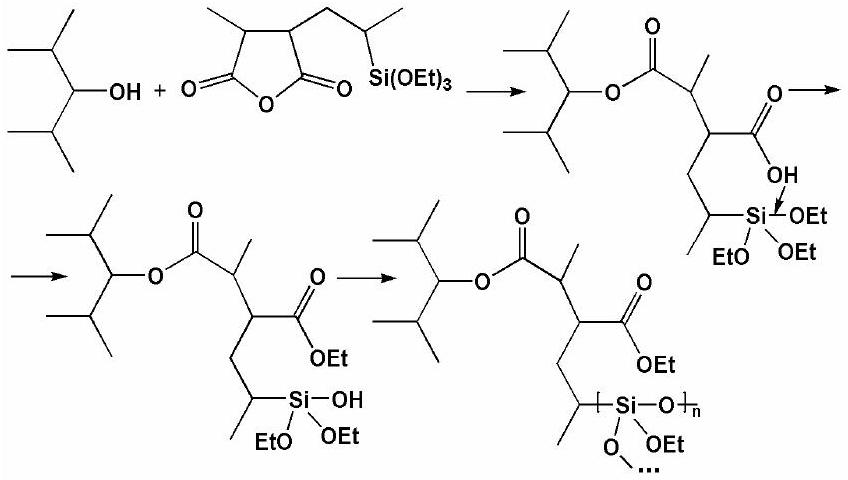 OH + O O O Si(OEt)3
O O O OH Si OEt EtO OEt
O O O OEt Si OH EtO OEt
O O O OEt Si O n O OEt ...